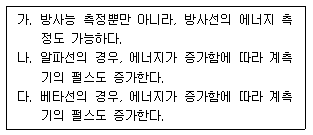 가. 방사능 측정뿐만 아니라, 방사선의 에너지 측
정도 가능하다.
나. 알파선의 경우, 에너지가 증가함에 따라 계측
기의 펄스도 증가한다.
다. 베타선의 경우, 에너지가 증가함에 따라 계측
기의 펄스도 증가한다.